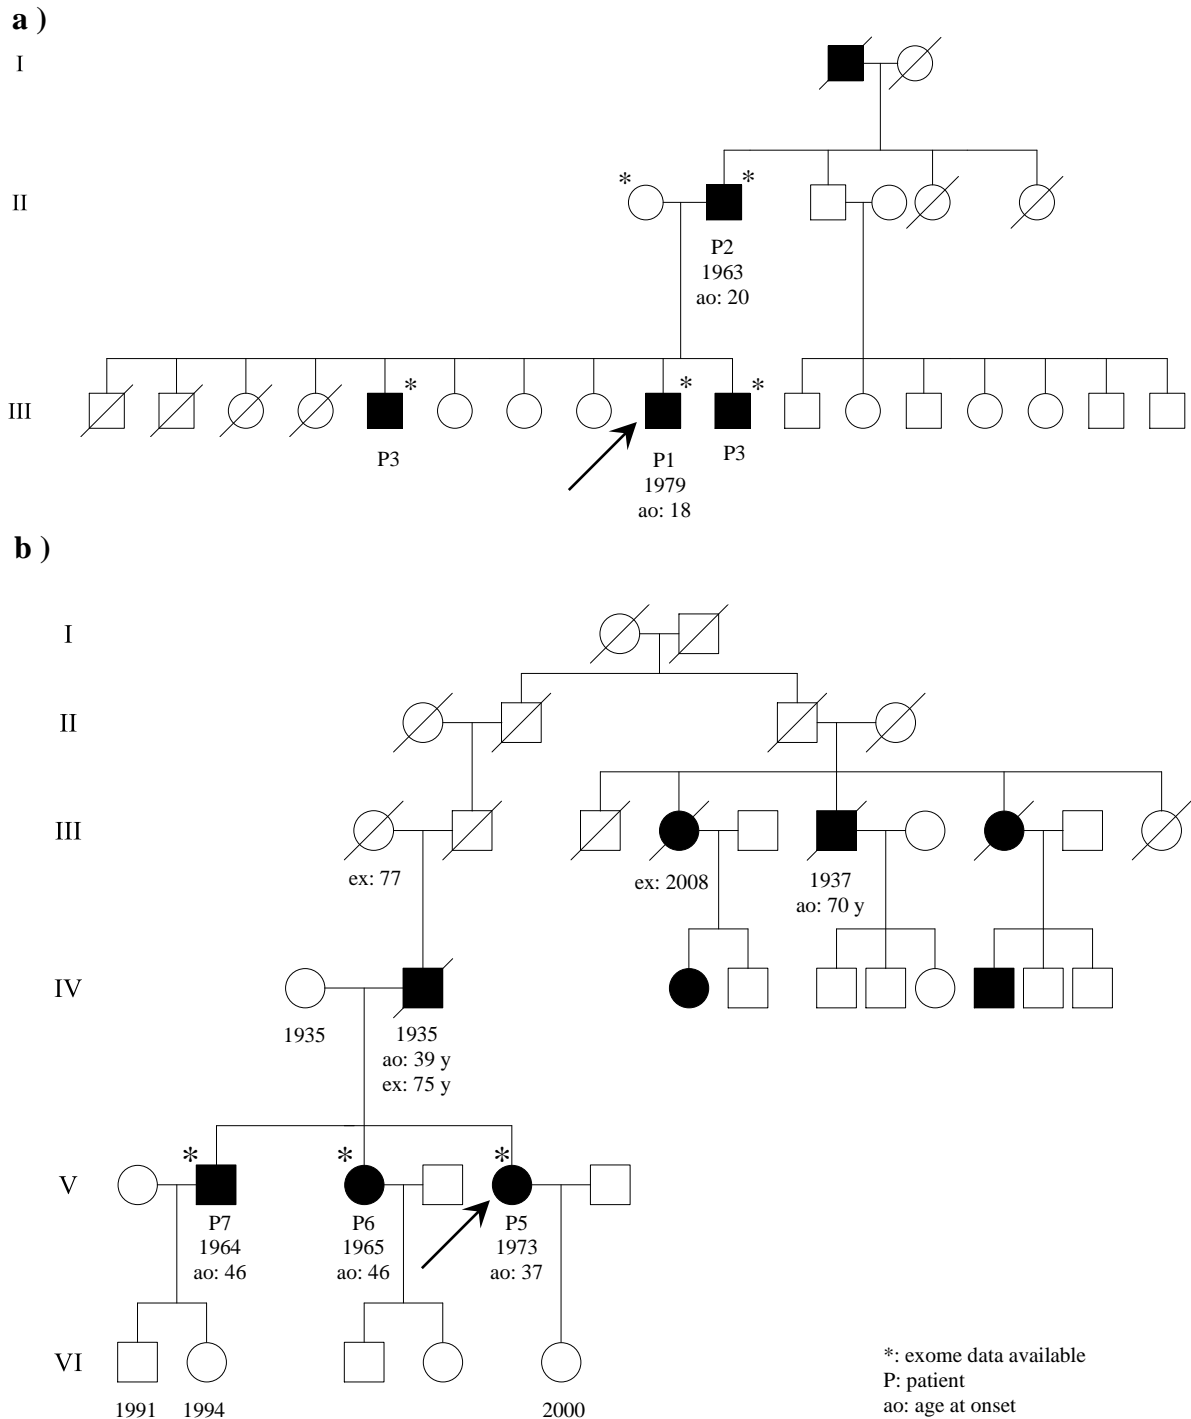 a )
I
* *
II
P2
1963
ao: 20
* * *
III
P3 P1 P3
1979
ao: 18
b )
I
II
III
ex: 77 ex: 2008 1937
ao: 70 y
IV
1935 1935
ao: 39 y
ex: 75 y
* * *
V
P7 P6 P5
1964 1965 1973
ao: 46 ao: 46 ao: 37
VI
1991 1994 2000
*: exome data available
P: patient
ao: age at onset